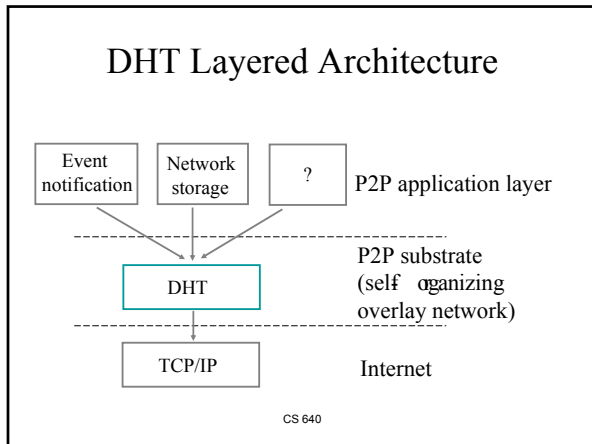 DHT Layered Architecture
Event
notification
Network
storage
?
P2P application layer
DHT
P2P substrate
(self-organizing
overlay network)
TCP/IP
Internet
CS 640